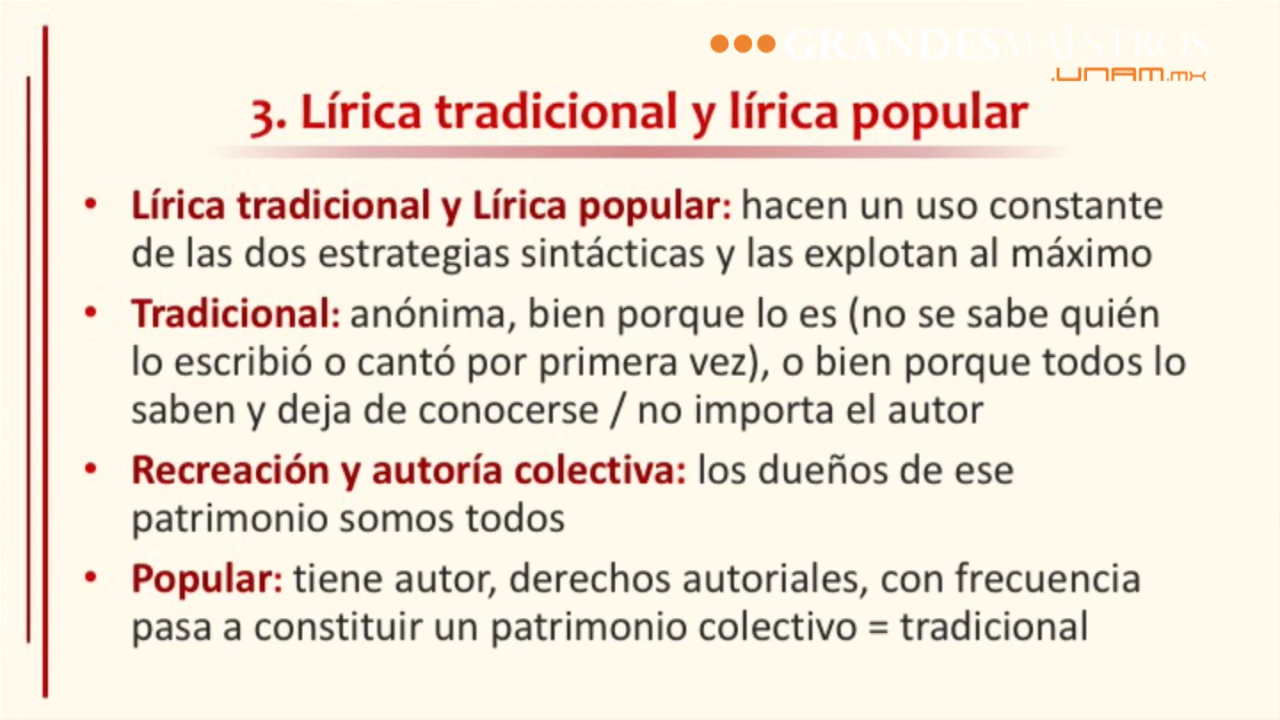 GRANDESMAESTROS
.UNAM.mx
3. Lírica tradicional y lírica popular
• Lírica tradicional y Lírica popular: hacen un uso constante
de las dos estrategias sintácticas y las explotan al máximo
• Tradicional: anónima, bien porque lo es (no se sabe quién
lo escribió o cantó por primera vez), o bien porque todos lo
saben y deja de conocerse / no importa el autor
• Recreación y autoría colectiva: los dueños de ese
patrimonio somos todos
• Popular: tiene autor, derechos autoriales, con frecuencia
pasa a constituir un patrimonio colectivo = tradicional